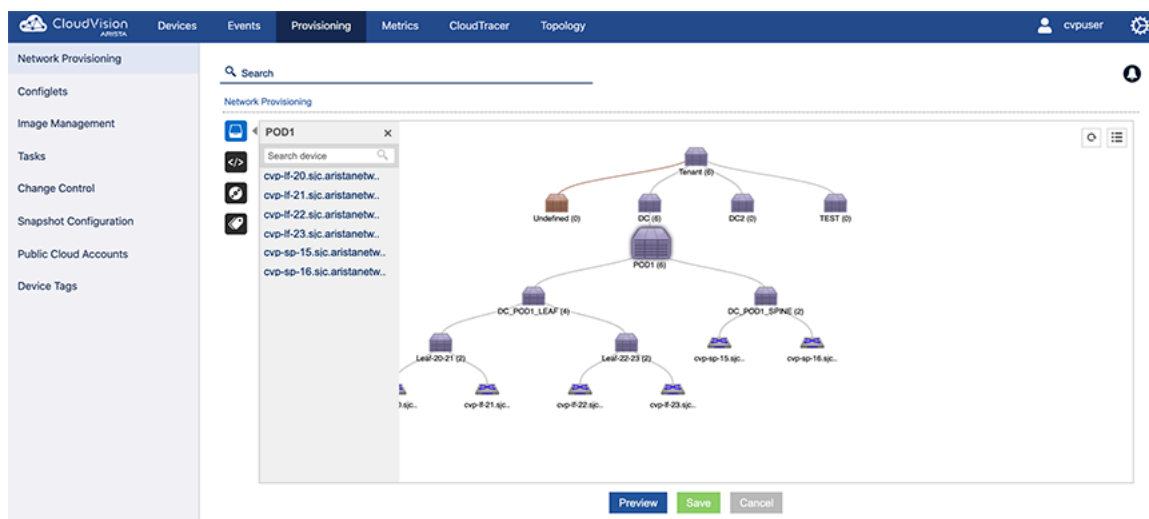 CloudVision
ARISTA
Devices
Events
Provisioning
Metrics
CloudTracer
Topology
cvpuser
Network Provisioning
Configlets
Image Management
Tasks
Change Control
Snapshot Configuration
Public Cloud Accounts
Device Tags
Search
Network Provisioning
</>
POD1
×
Search device
cvp-lf-20.sjc.aristanetw..
cvp-lf-21.sjc.aristanetw..
cvp-lf-22.sjc.aristanetw..
cvp-lf-23.sjc.aristanetw..
cvp-sp-15.sjc.aristanetw..
cvp-sp-16.sjc.aristanetw..
Tenant (6)
Undefined (0)
DC (6)
DC2 (0)
TEST (0)
POD1 (6)
DC_POD1_LEAF (4)
DC_POD1_SPINE (2)
Leaf-20-21 (2)
Leaf-22-23 (2)
cvp-sp-15.sjc..
cvp-sp-16.sjc..
0.sjc..
cvp-lf-21.sjc..
cvp-lf-22.sjc..
cvp-lf-23.sjc..
Preview
Save
Cancel